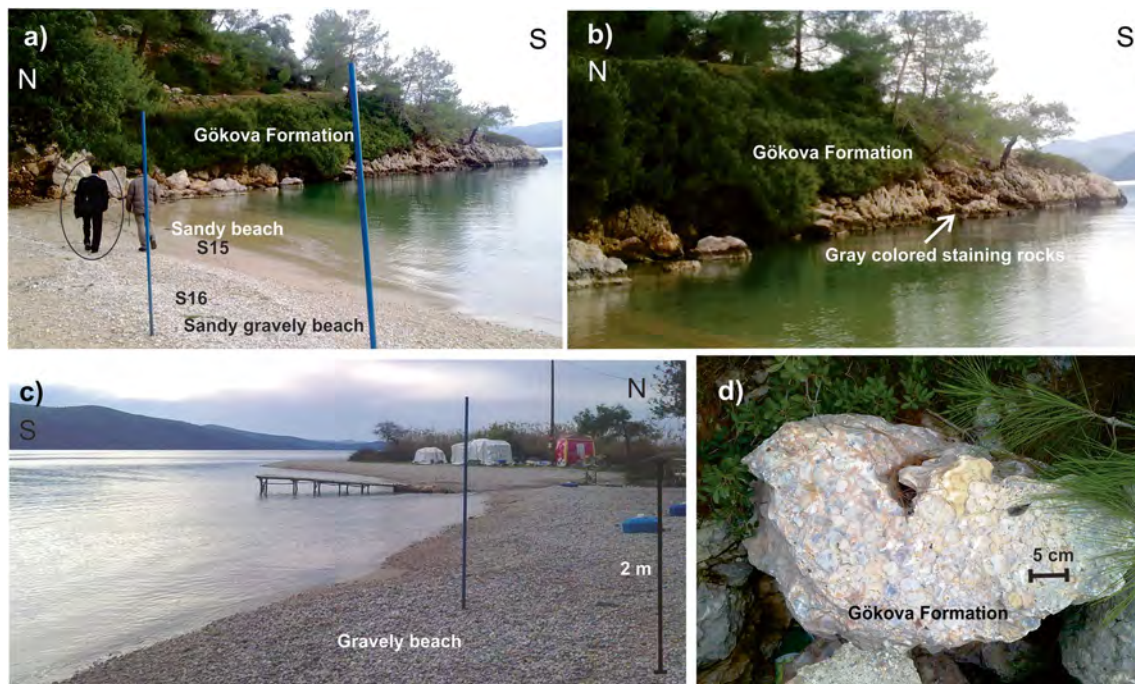 a)
N
S
Gökova Formation
Sandy beach
S15
S16
Sandy gravely beach
b)
N
S
Gökova Formation
Gray colored staining rocks
c)
S
N
2 m
Gravely beach
d)
5 cm
Gökova Formation